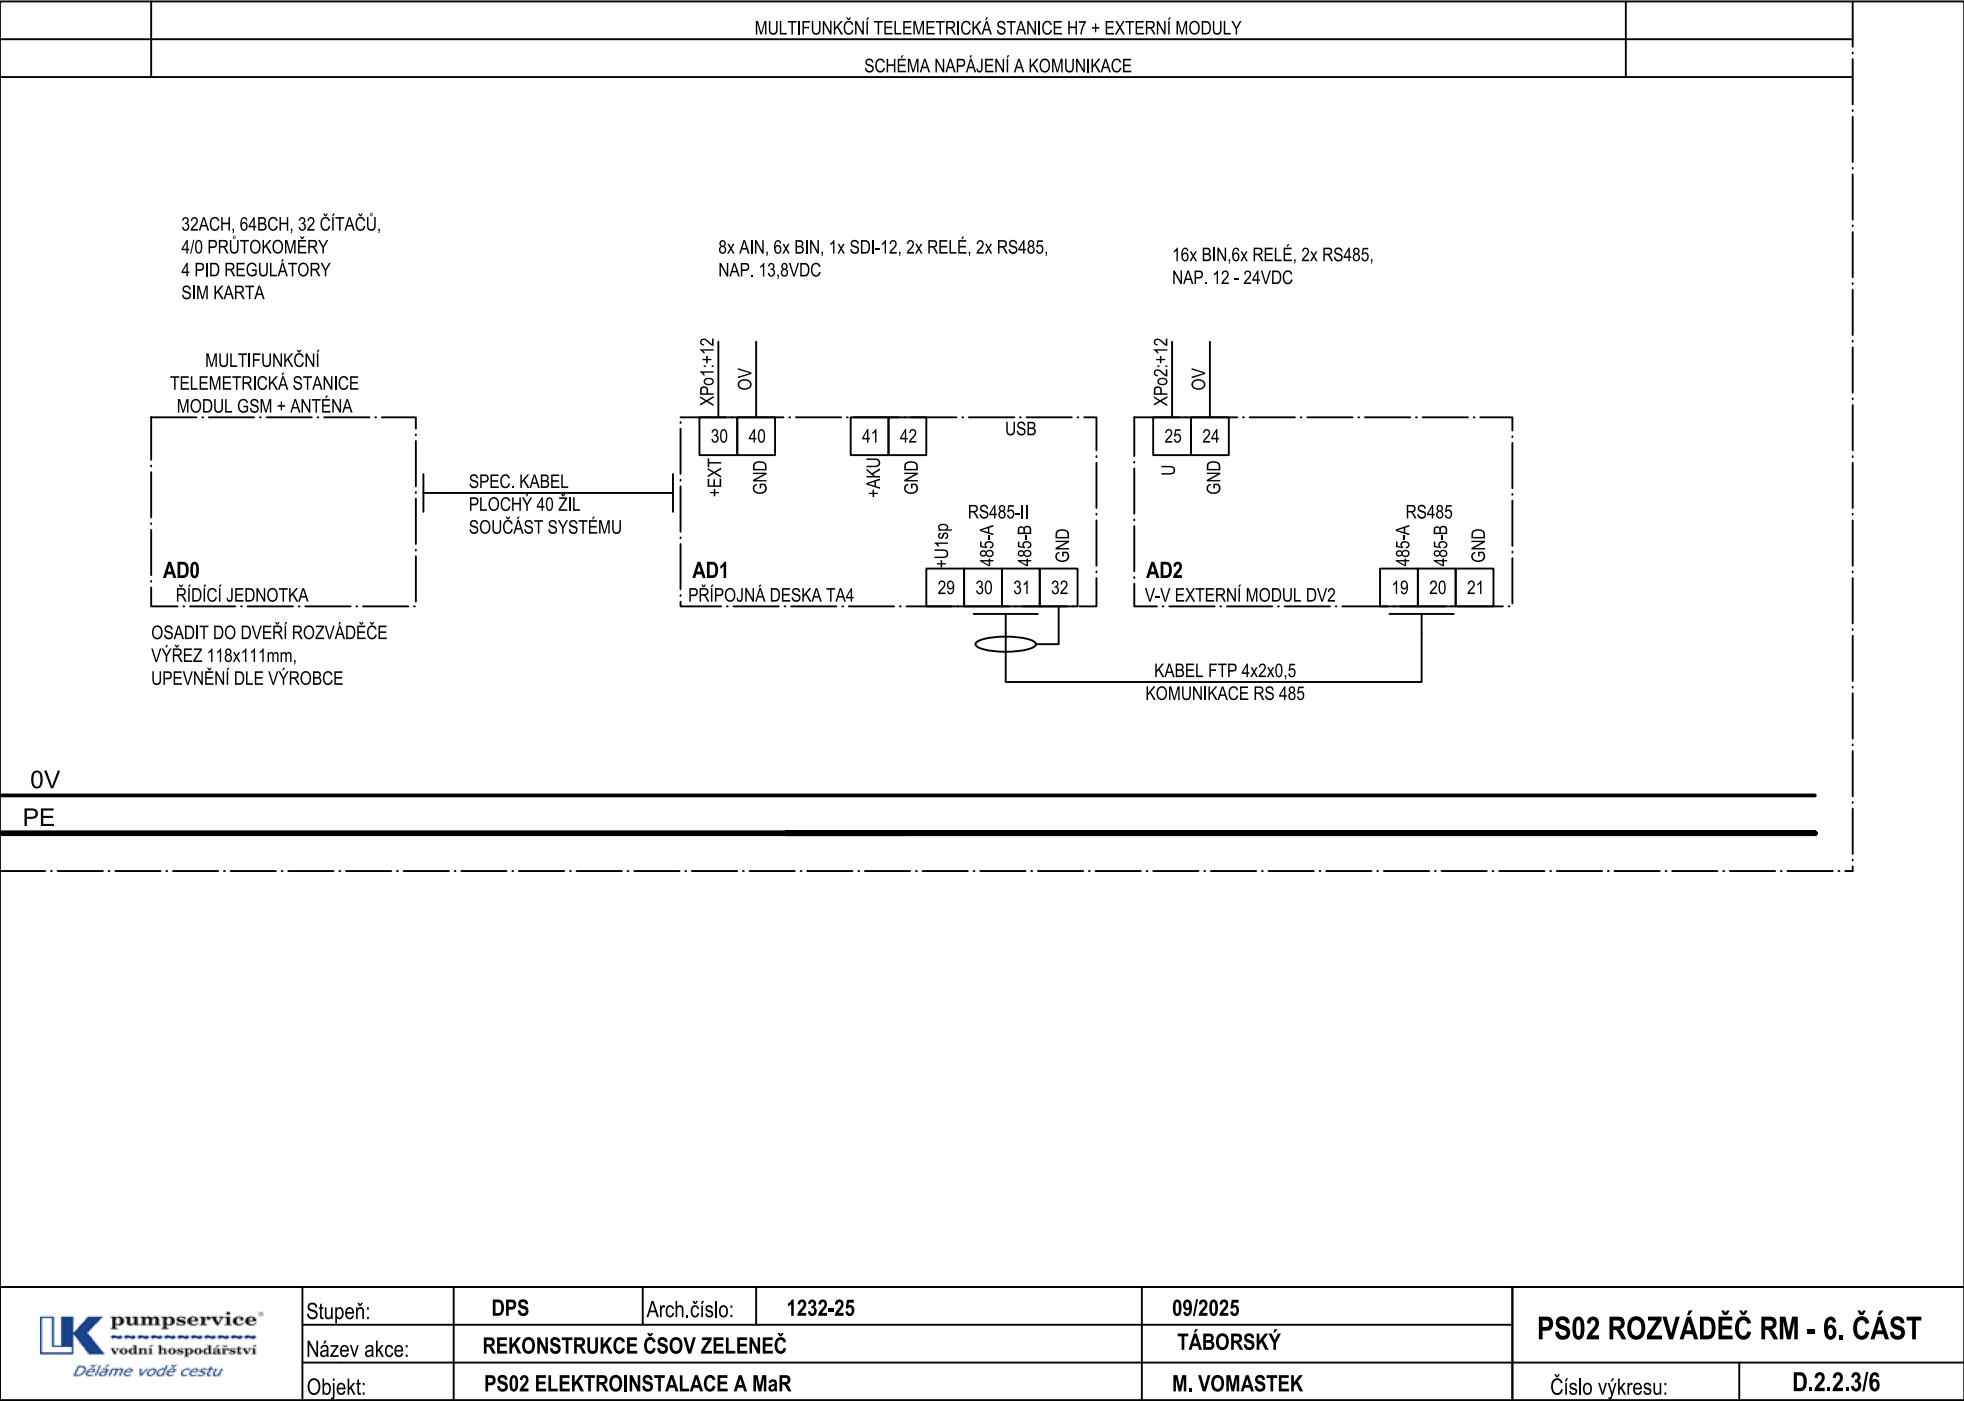 MULTIFUNKČNÍ TELEMETRICKÁ STANICE H7 + EXTERNÍ MODULY
SCHÉMA NAPÁJENÍ A KOMUNIKACE
32ACH, 64BCH, 32 ČÍTAČŮ,
4/0 PRŮTOKOMĚRY
4 PID REGULÁTORY
SIM KARTA
8x AIN, 6x BIN, 1x SDI-12, 2x RELÉ, 2x RS485,
NAP. 13,8VDC
16x BIN,6x RELÉ, 2x RS485,
NAP. 12 - 24VDC
MULTIFUNKČNÍ
TELEMETRICKÁ STANICE
MODUL GSM + ANTÉNA
AD0
ŘÍDÍCÍ JEDNOTKA
OSADIT DO DVEŘÍ ROZVÁDĚČE
VÝŘEZ 118x111mm,
UPEVNĚNÍ DLE VÝROBCE
SPEC. KABEL
PLOCHÝ 40 ŽIL
SOUČÁST SYSTÉMU
XPo1:+12
OV
30 40 41 42
USB
+EXT
GND
+AKU
GND
RS485-II
+U1sp
485-A
485-B
GND
AD1
PŘÍPOJNÁ DESKA TA4
29 30 31 32
XPo2:+12
OV
25 24
U
GND
RS485
485-A
485-B
GND
AD2
V-V EXTERNÍ MODUL DV2
19 20 21
KABEL FTP 4x2x0,5
KOMUNIKACE RS 485
0V
PE
LK pumpservice®
vodní hospodářství
Děláme vodě cestu
Stupeň: DPS Arch.číslo: 1232-25 09/2025
Název akce: REKONSTRUKCE ČSOV ZELENEČ TÁBORSKÝ
Objekt: PS02 ELEKTROINSTALACE A MaR M. VOMASTEK
PS02 ROZVÁDĚČ RM - 6. ČÁST
Číslo výkresu: D.2.2.3/6